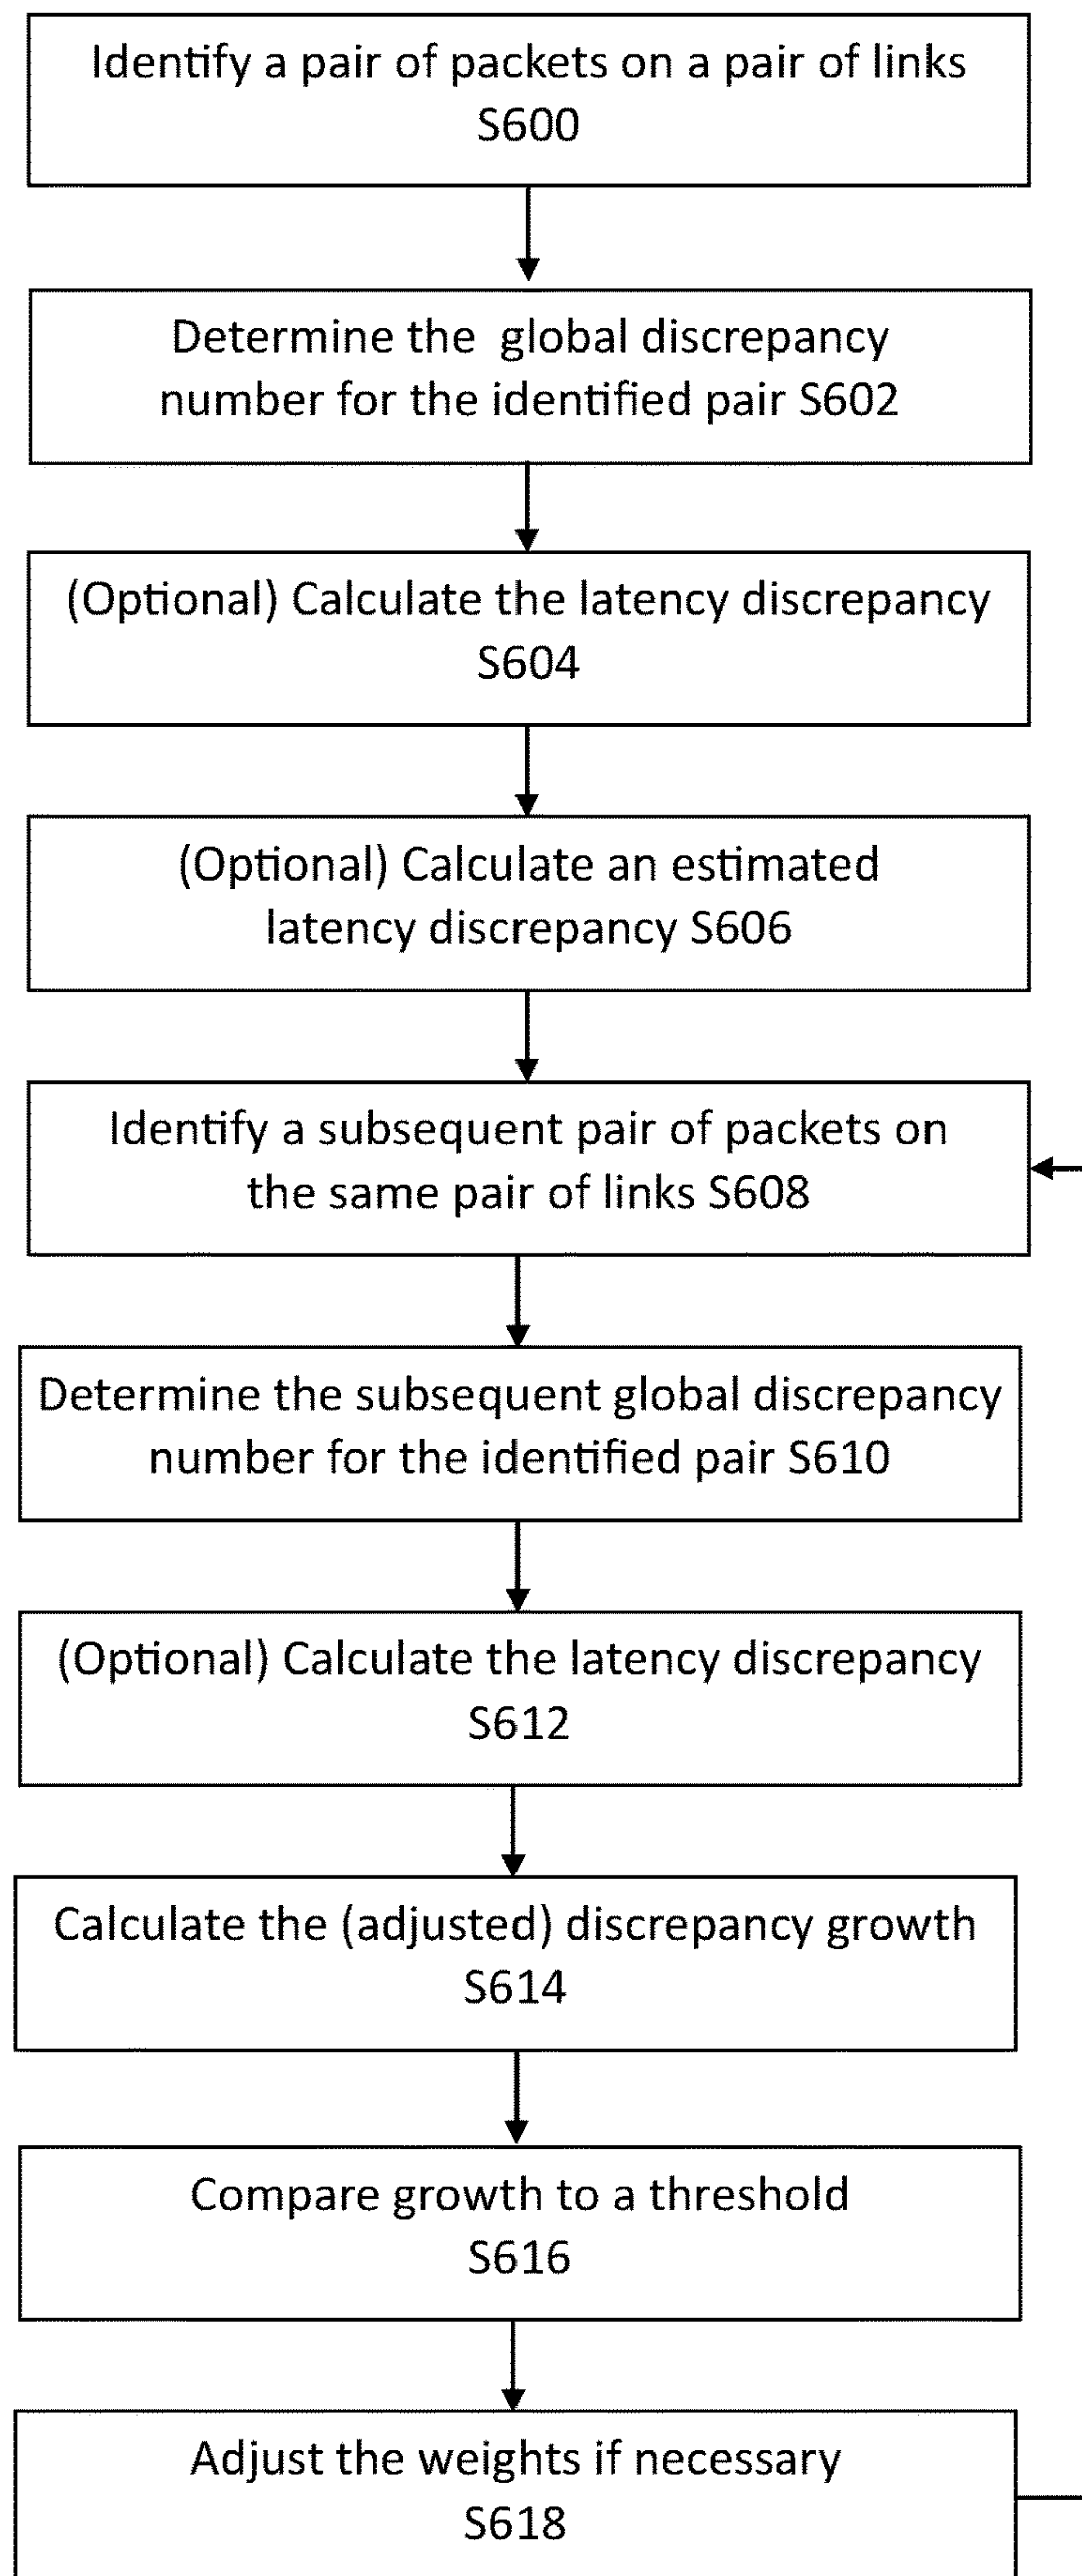 Identify a pair of packets on a pair of links
S600
Determine the global discrepancy
number for the identified pair S602
(Optional) Calculate the latency discrepancy
S604
(Optional) Calculate an estimated
latency discrepancy S606
Identify a subsequent pair of packets on
the same pair of links S608
Determine the subsequent global discrepancy
number for the identified pair S610
(Optional) Calculate the latency discrepancy
S612
Calculate the (adjusted) discrepancy growth
S614
Compare growth to a threshold
S616
Adjust the weights if necessary
S618